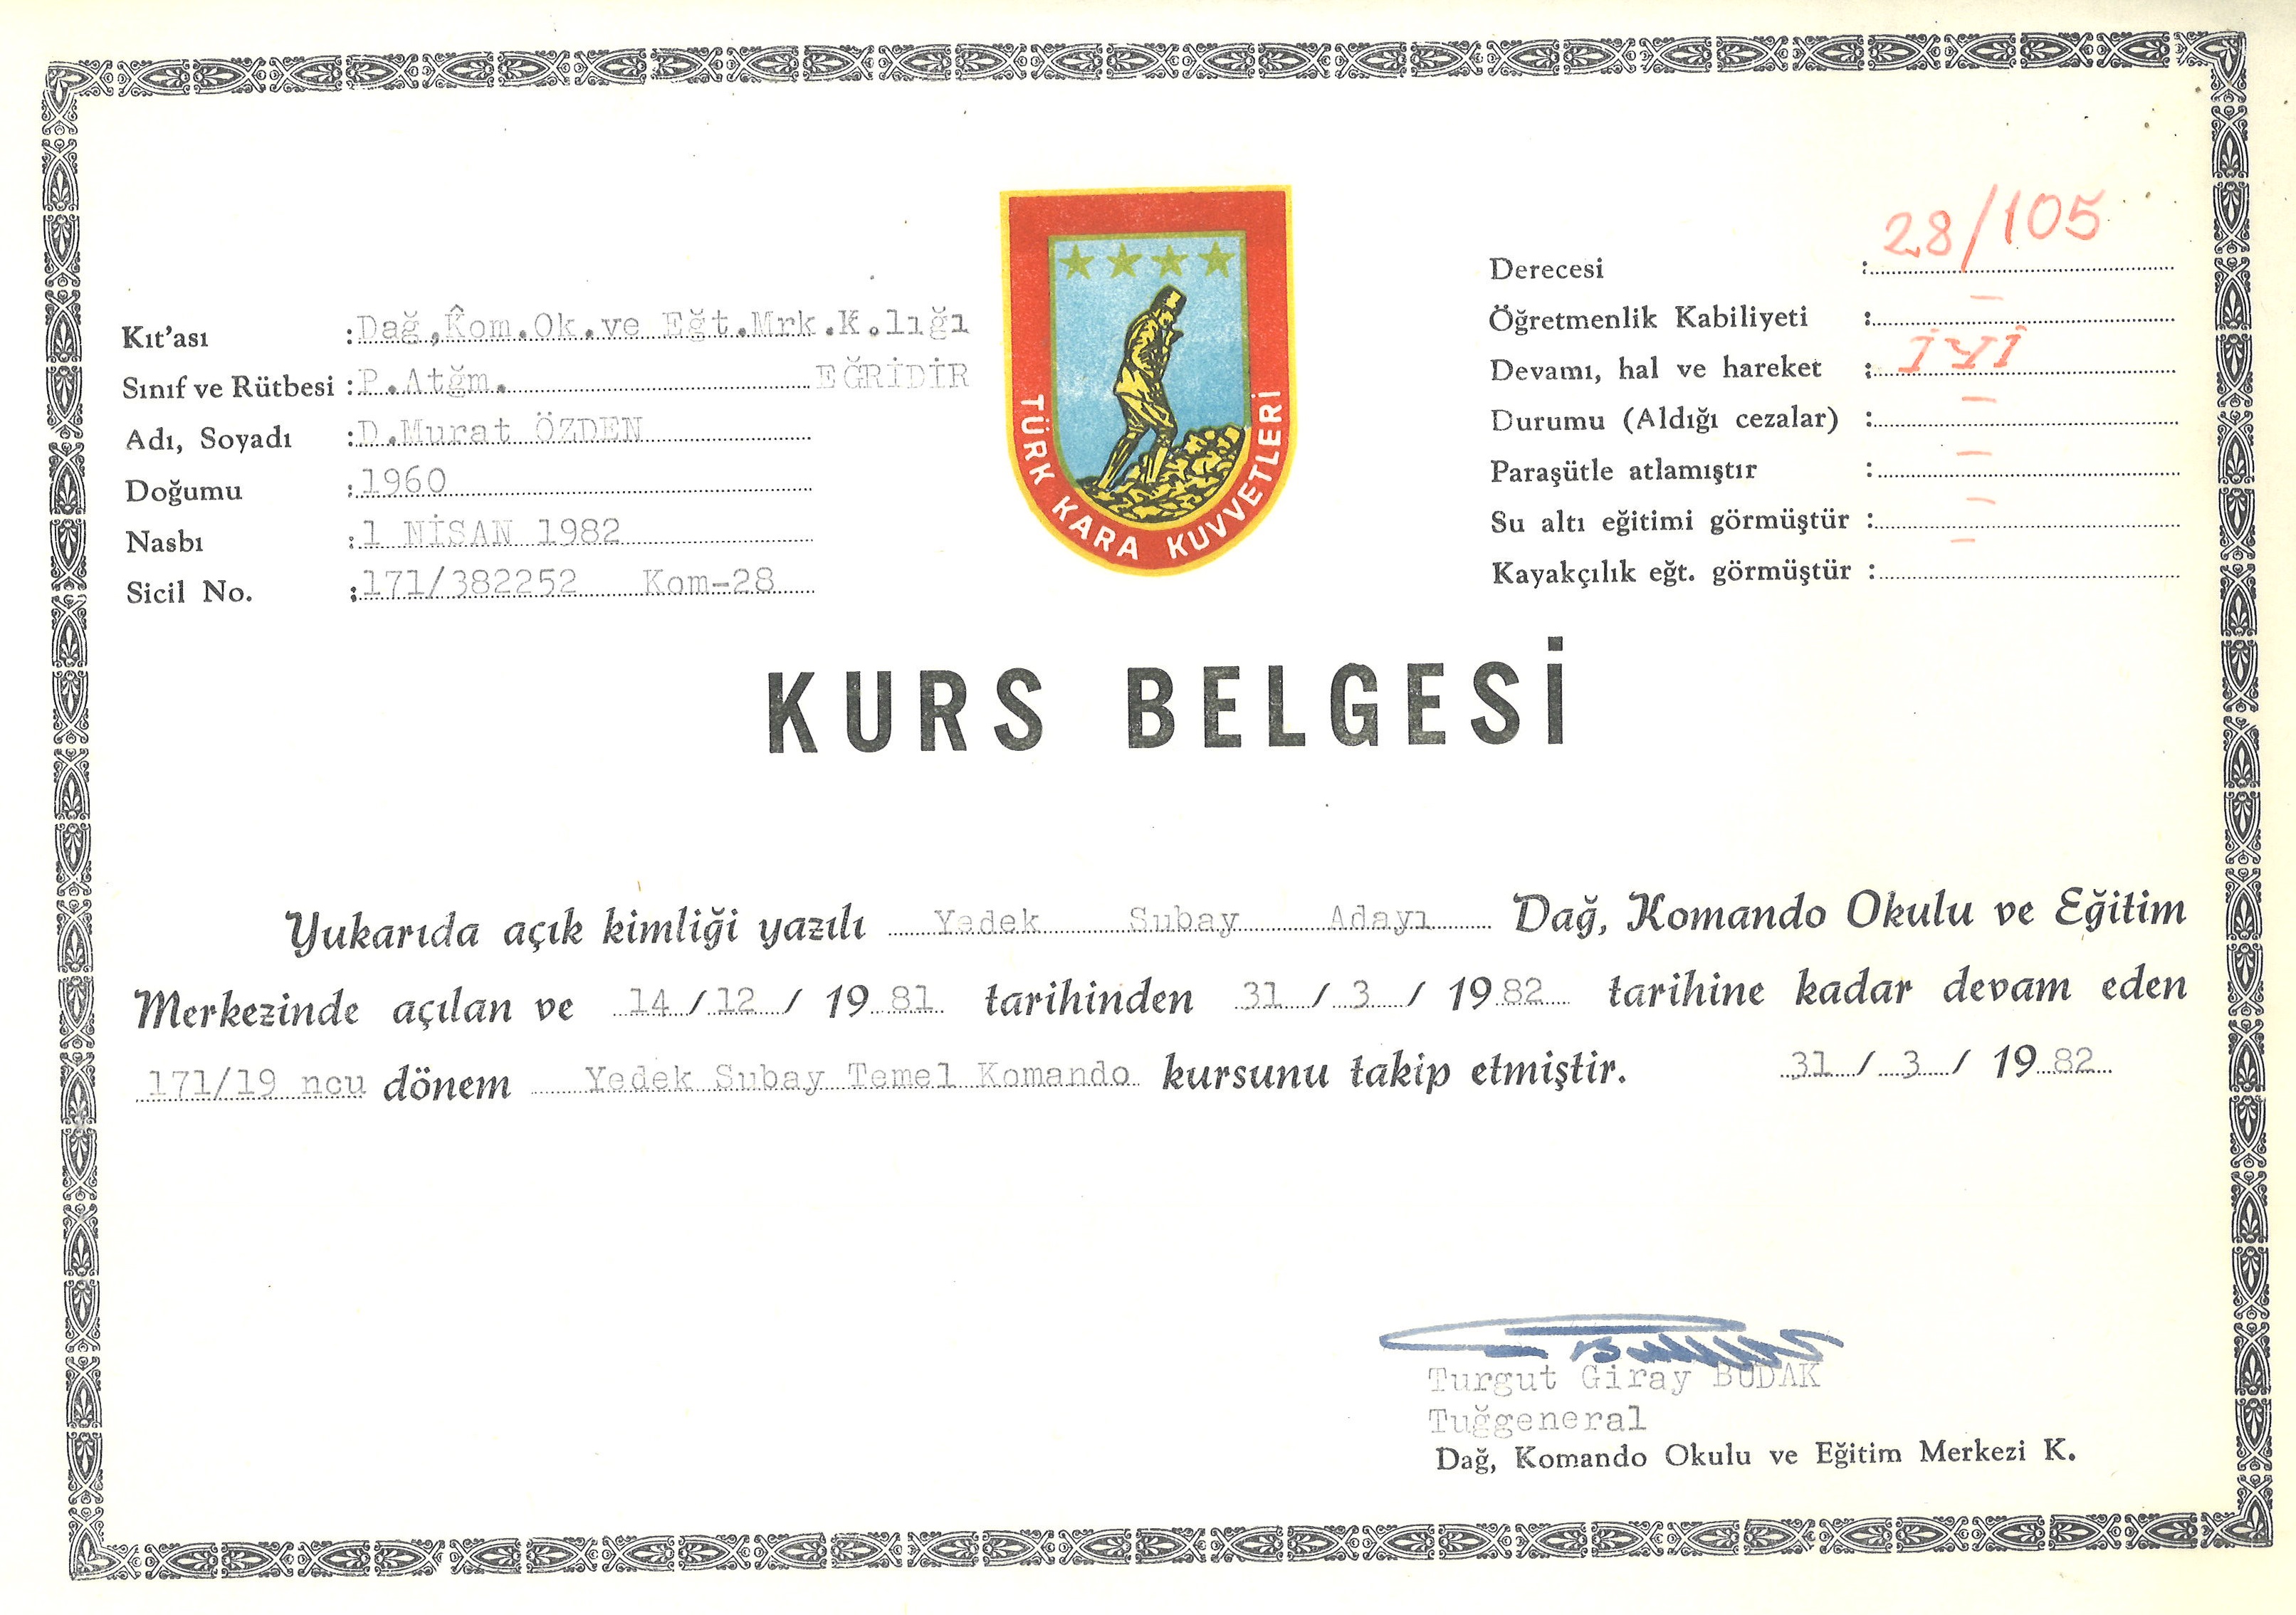 Kıt'ası : Dağ,Kom.Ok.ve Eğt.Mrk.K.lığı
Sınıf ve Rütbesi : P.Atğm. EĞRİDİR
Adı, Soyadı : D.Murat ÖZDEN
Doğumu : 1960
Nasbı : 1 NİSAN 1982
Sicil No. : 171/382252 Kom-28
TÜRK KARA KUVVETLERİ
Derecesi : 28/105
Öğretmenlik Kabiliyeti : —
Devamı, hal ve hareket : İYİ
Durumu (Aldığı cezalar) : —
Paraşütle atlamıştır : —
Su altı eğitimi görmüştür : —
Kayakçılık eğt. görmüştür : —
KURS BELGESİ
Yukarıda açık kimliği yazılı Yedek Subay Adayı Dağ, Komando Okulu ve Eğitim
Merkezinde açılan ve 14 / 12 / 1981 tarihinden 31 / 3 / 1982 tarihine kadar devam eden
171/19 ncu dönem Yedek Subay Temel Komando kursunu takip etmiştir. 31 / 3 / 1982
Turgut Giray BUDAK
Tuğgeneral
Dağ, Komando Okulu ve Eğitim Merkezi K.